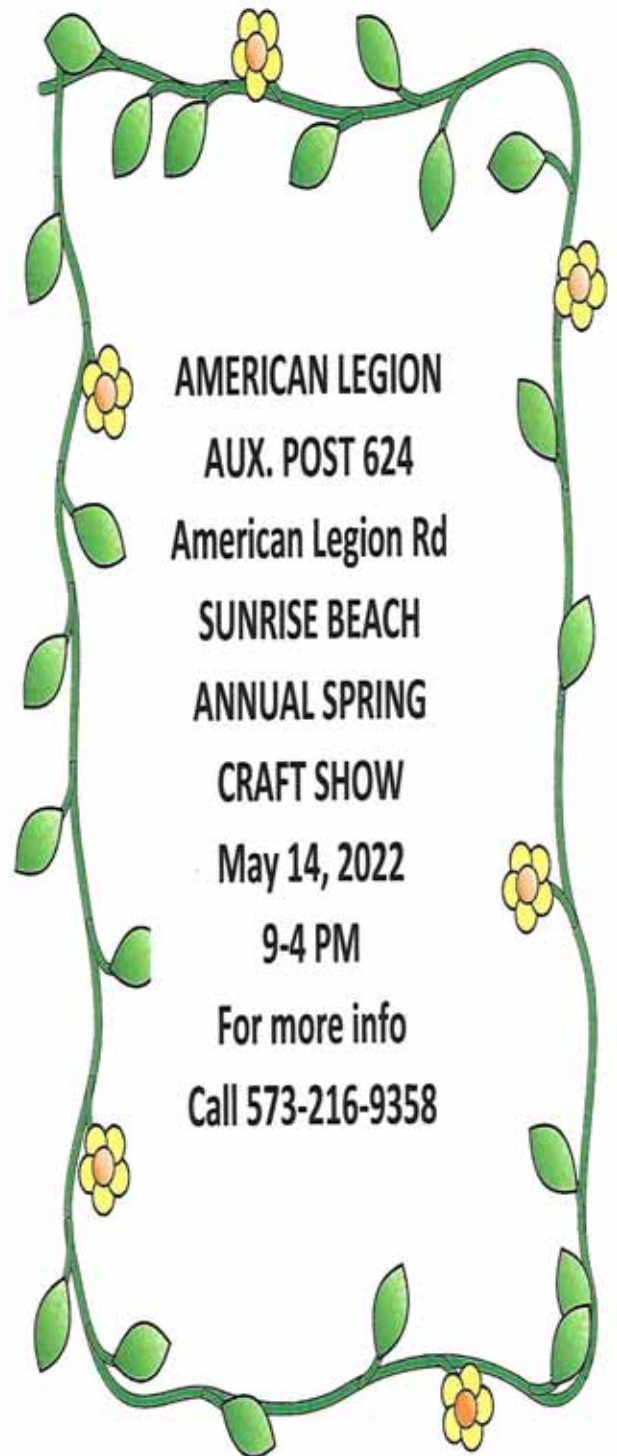 AMERICAN LEGION
AUX. POST 624
American Legion Rd
SUNRISE BEACH
ANNUAL SPRING
CRAFT SHOW
May 14, 2022
9-4 PM
For more info
Call 573-216-9358